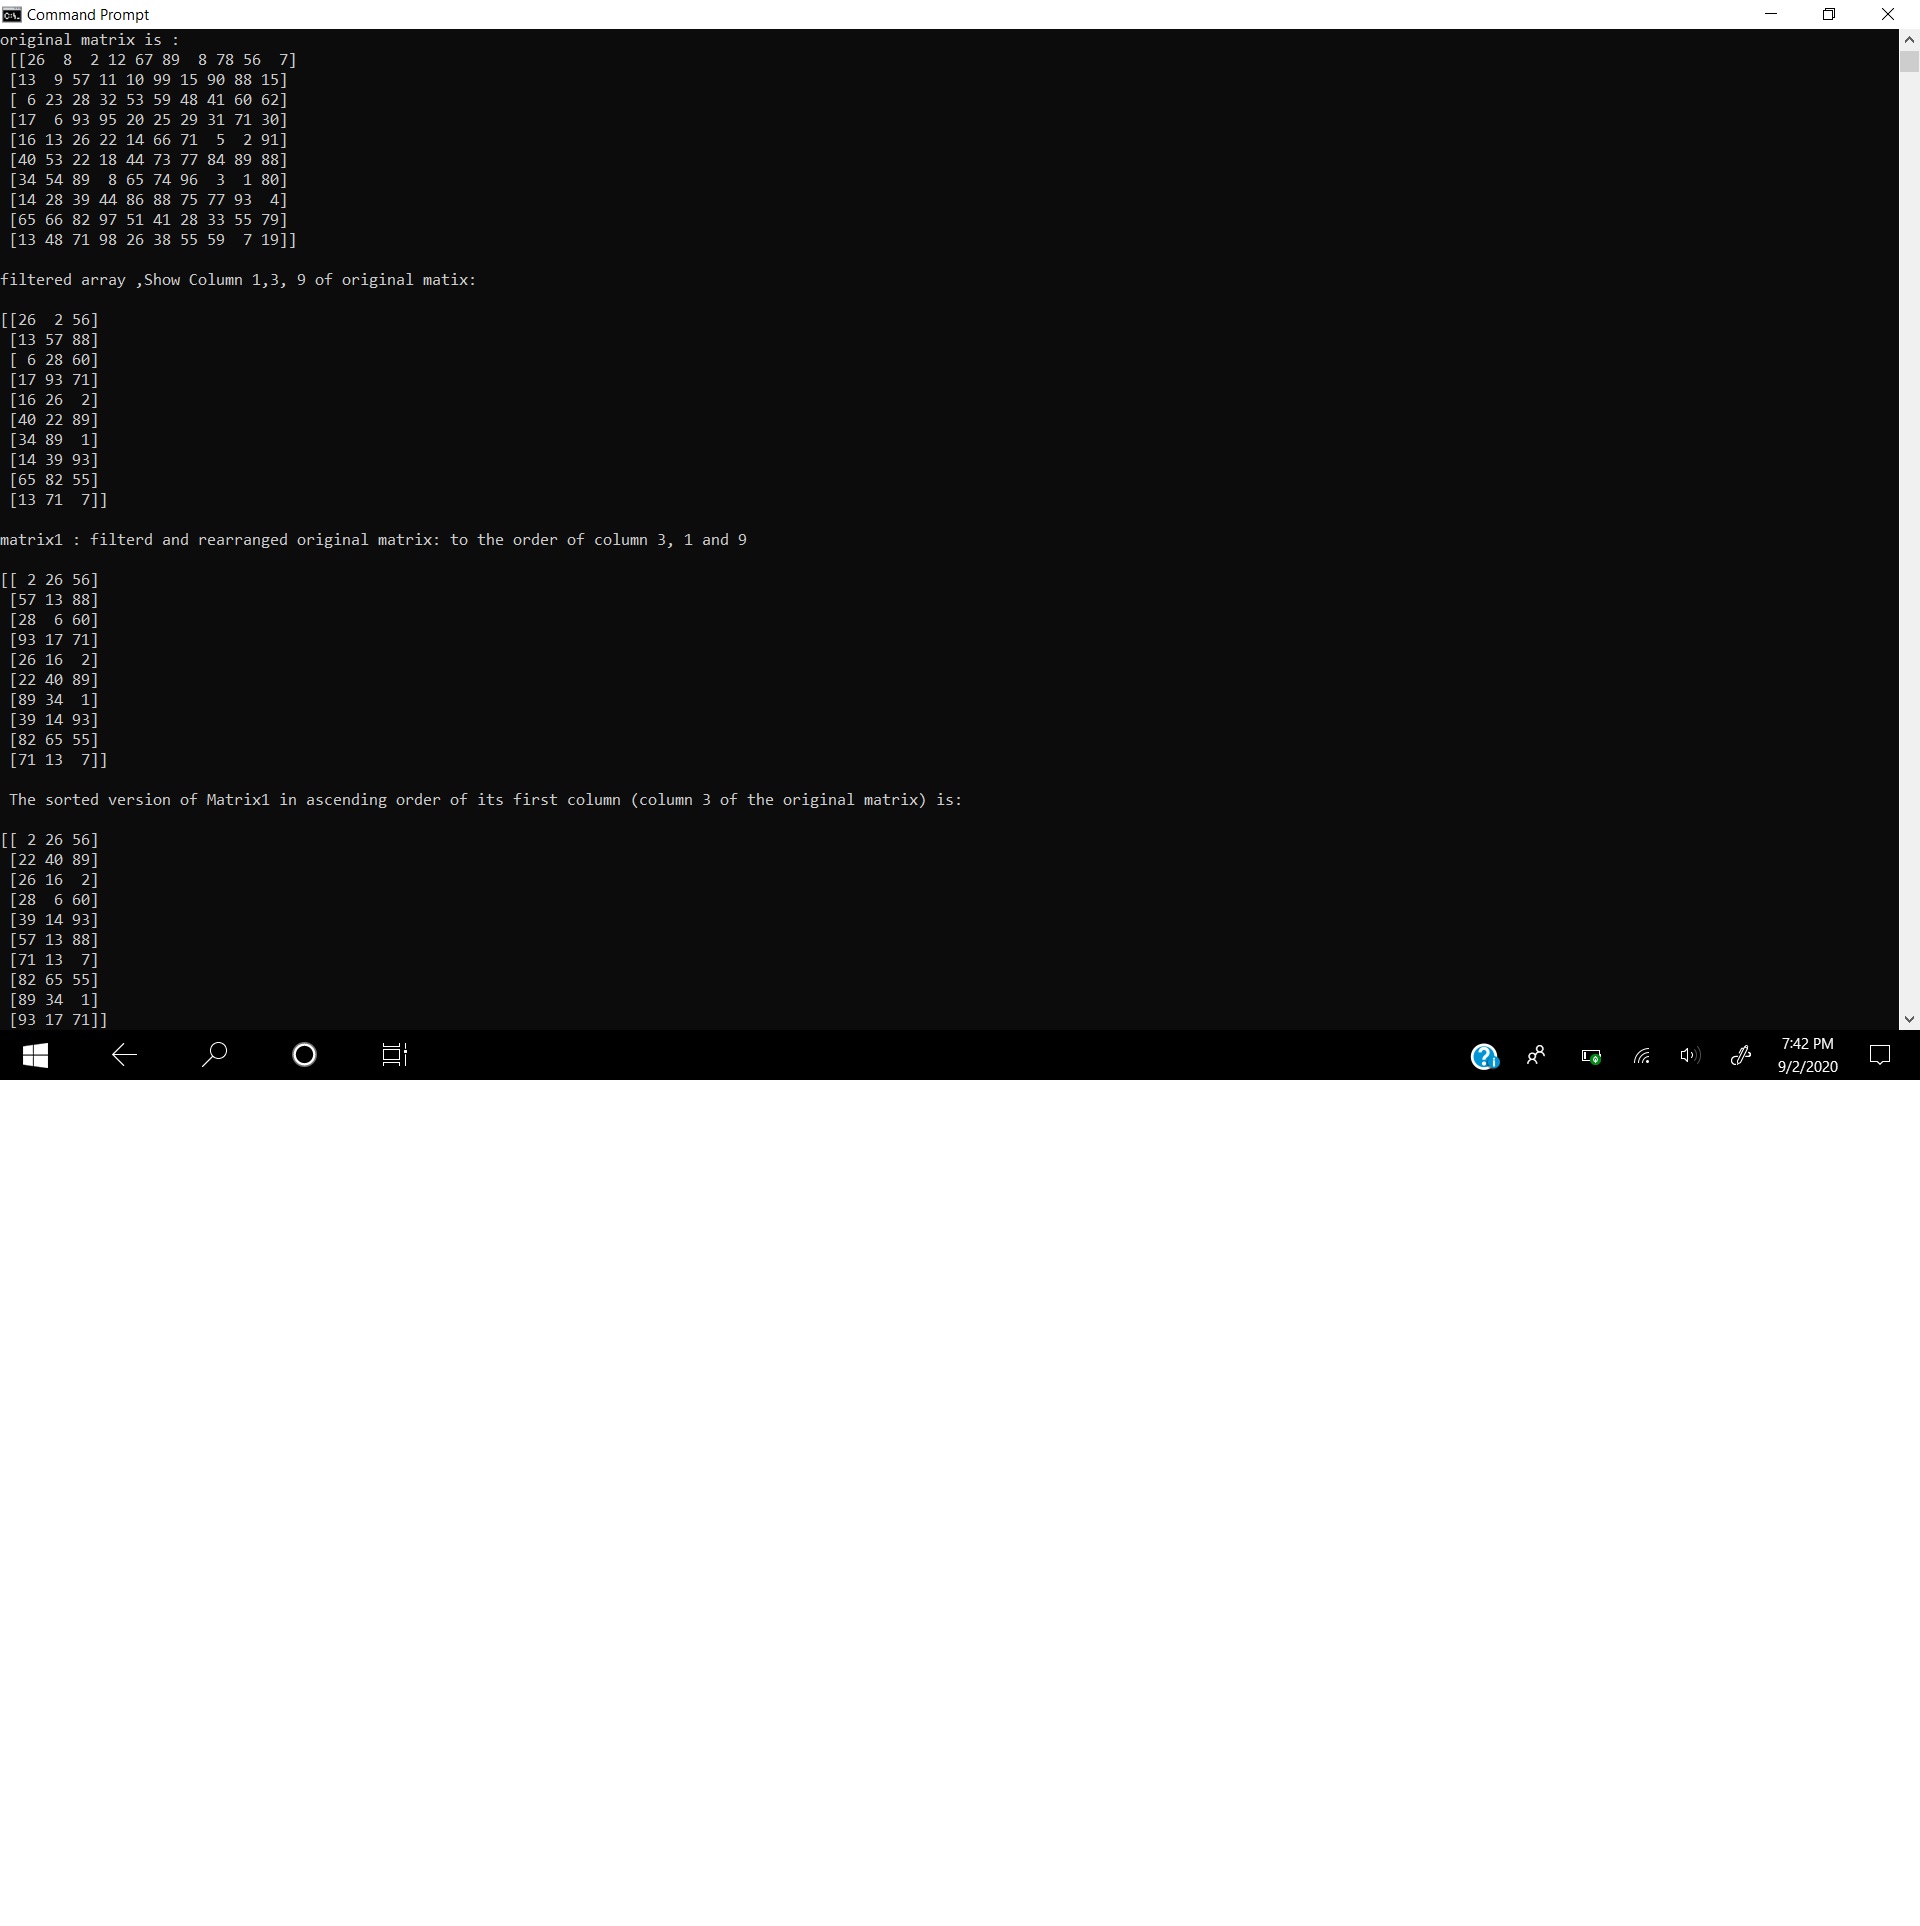 Command Prompt
original matrix is :
[[26  8  2 12 67 89  8 78 56  7]
[13  9 57 11 10 99 15 90 88 15]
[ 6 23 28 32 53 59 48 41 60 62]
[17  6 93 95 20 25 29 31 71 30]
[16 13 26 22 14 66 71  5  2 91]
[40 53 22 18 44 73 77 84 89 88]
[34 54 89  8 65 74 96  3  1 80]
[14 28 39 44 86 88 75 77 93  4]
[65 66 82 97 51 41 28 33 55 79]
[13 48 71 98 26 38 55 59  7 19]]
filtered array ,Show Column 1,3, 9 of original matix:
[[26  2 56]
[13 57 88]
[ 6 28 60]
[17 93 71]
[16 26  2]
[40 22 89]
[34 89  1]
[14 39 93]
[65 82 55]
[13 71  7]]
matrix1 : filterd and rearranged original matrix: to the order of column 3, 1 and 9
[[ 2 26 56]
[57 13 88]
[28  6 60]
[93 17 71]
[26 16  2]
[22 40 89]
[89 34  1]
[39 14 93]
[82 65 55]
[71 13  7]]
The sorted version of Matrix1 in ascending order of its first column (column 3 of the original matrix) is:
[[ 2 26 56]
[22 40 89]
[26 16  2]
[28  6 60]
[39 14 93]
[57 13 88]
[71 13  7]
[82 65 55]
[89 34  1]
[93 17 71]]
7:42 PM
9/2/2020